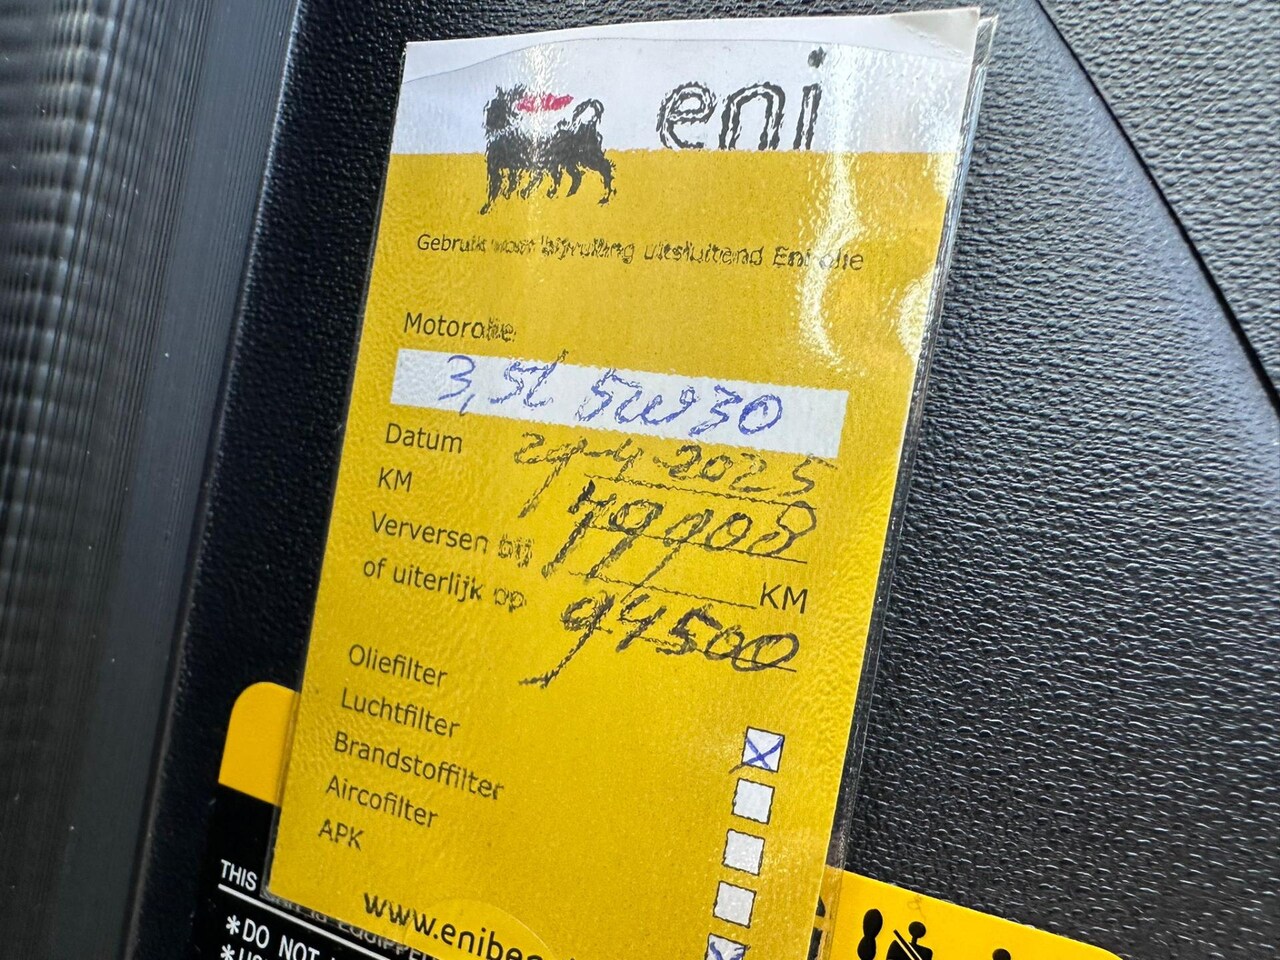 eni
Gebruik voor bijvulling uitsluitend Eni olie
Motorolie
3,5L 5W30
Datum 29-4-2025
KM 79908
Verversen bij KM
of uiterlijk op 94500
Oliefilter
Luchtfilter
Brandstoffilter
Aircofilter
APK
www.enibe
THIS
*DO NOT